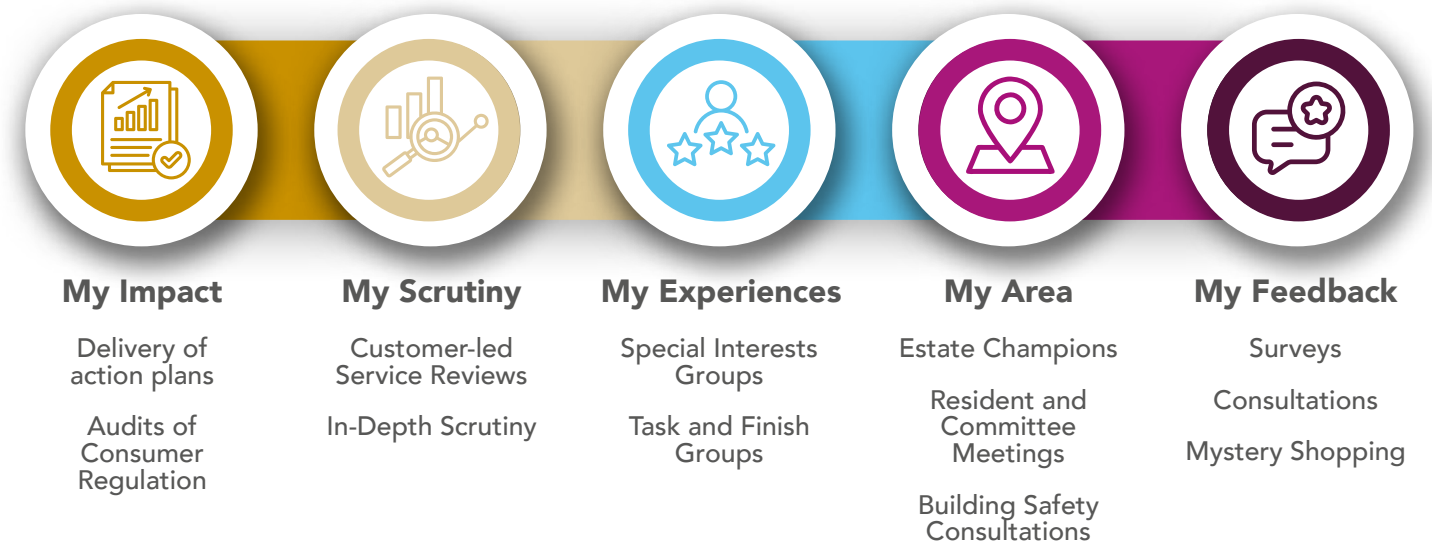 My Impact
Delivery of
action plans
Audits of
Consumer
Regulation
My Scrutiny
Customer-led
Service Reviews
In-Depth Scrutiny
My Experiences
Special Interests
Groups
Task and Finish
Groups
My Area
Estate Champions
Resident and
Committee
Meetings
Building Safety
Consultations
My Feedback
Surveys
Consultations
Mystery Shopping